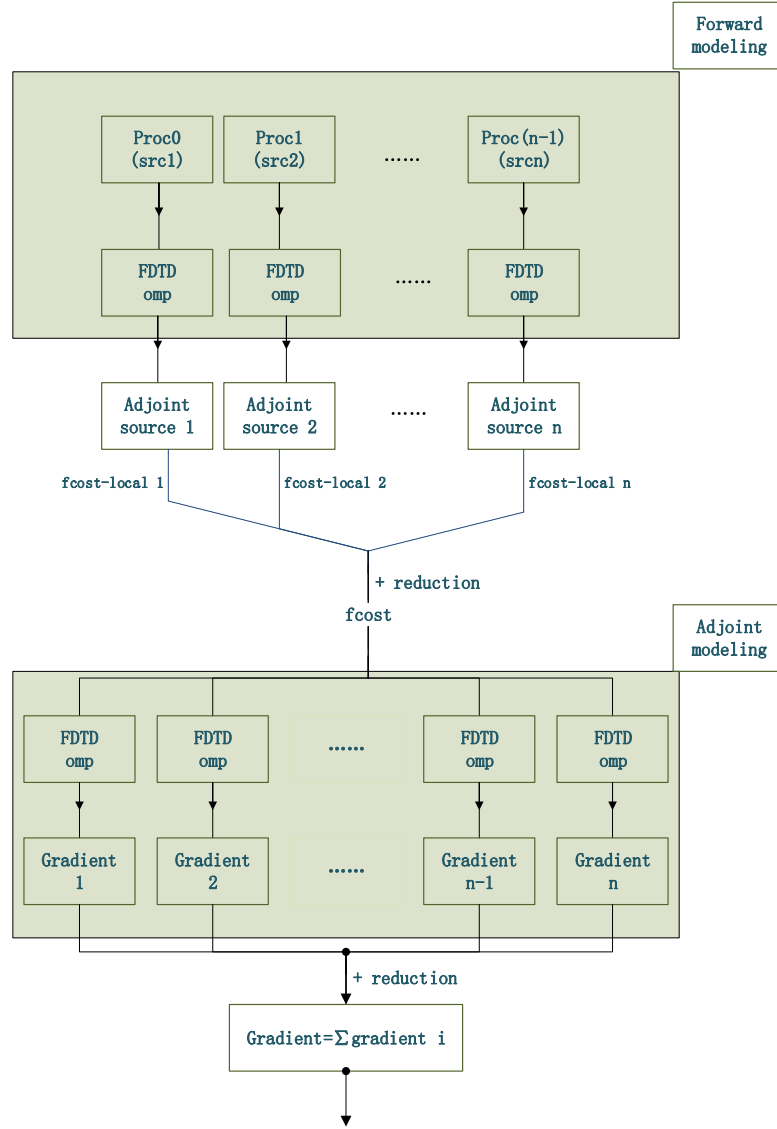 Forward
modeling
Proc0
(src1)
Proc1
(src2)
……
Proc(n-1)
(srcn)
FDTD
omp
FDTD
omp
……
FDTD
omp
Adjoint
source 1
Adjoint
source 2
……
Adjoint
source n
fcost-local 1
fcost-local 2
fcost-local n
+ reduction
fcost
Adjoint
modeling
FDTD
omp
FDTD
omp
……
FDTD
omp
FDTD
omp
Gradient
1
Gradient
2
……
Gradient
n-1
Gradient
n
+ reduction
Gradient=Σgradient i